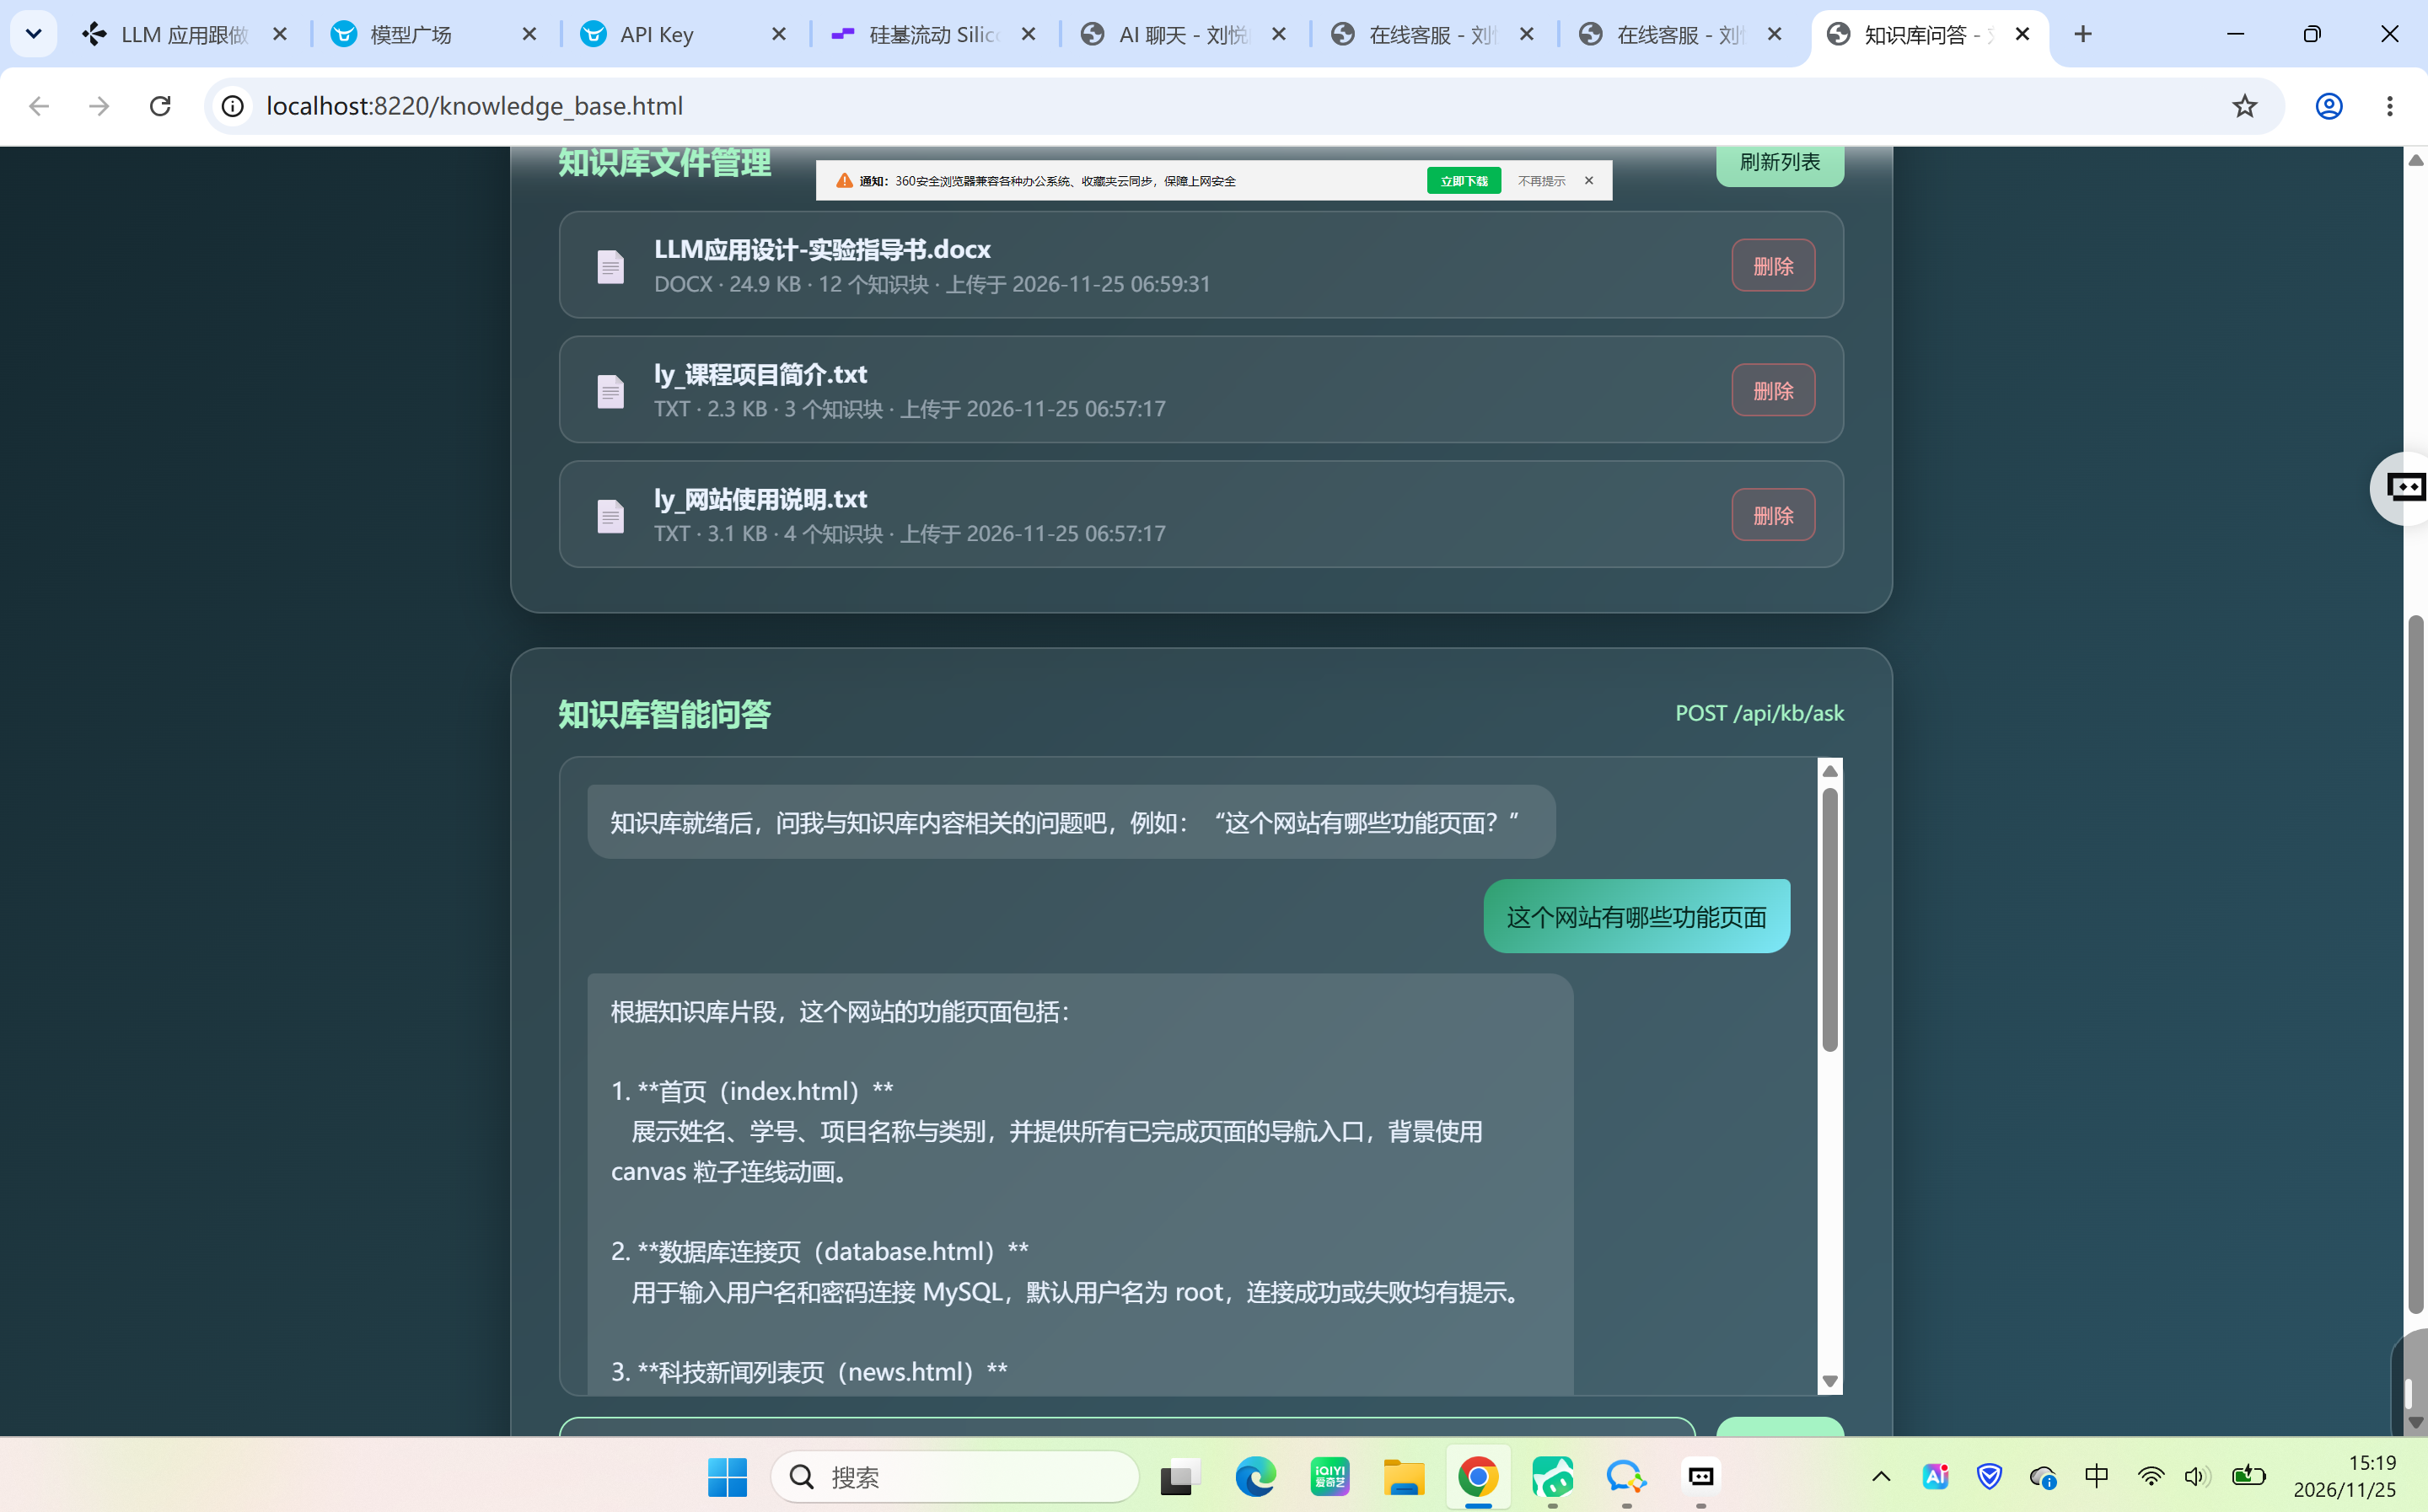 LLM 应用跟做
模型广场
API Key
硅基流动 Silic
AI 聊天 - 刘悦
在线客服 - 刘
在线客服 - 刘
知识库问答 -
localhost:8220/knowledge_base.html
知识库文件管理
刷新列表
通知：360安全浏览器兼容各种办公系统、收藏夹云同步，保障上网安全
立即下载
不再提示
LLM应用设计-实验指导书.docx
DOCX · 24.9 KB · 12 个知识块 · 上传于 2026-11-25 06:59:31
删除
ly_课程项目简介.txt
TXT · 2.3 KB · 3 个知识块 · 上传于 2026-11-25 06:57:17
删除
ly_网站使用说明.txt
TXT · 3.1 KB · 4 个知识块 · 上传于 2026-11-25 06:57:17
删除
知识库智能问答
POST /api/kb/ask
知识库就绪后，问我与知识库内容相关的问题吧，例如：“这个网站有哪些功能页面？”
这个网站有哪些功能页面
根据知识库片段，这个网站的功能页面包括：
1. **首页（index.html）**
展示姓名、学号、项目名称与类别，并提供所有已完成页面的导航入口，背景使用
canvas 粒子连线动画。
2. **数据库连接页（database.html）**
用于输入用户名和密码连接 MySQL，默认用户名为 root，连接成功或失败均有提示。
3. **科技新闻列表页（news.html）**
搜索
iQIYI
爱奇艺
AI
中
15:19
2026/11/25